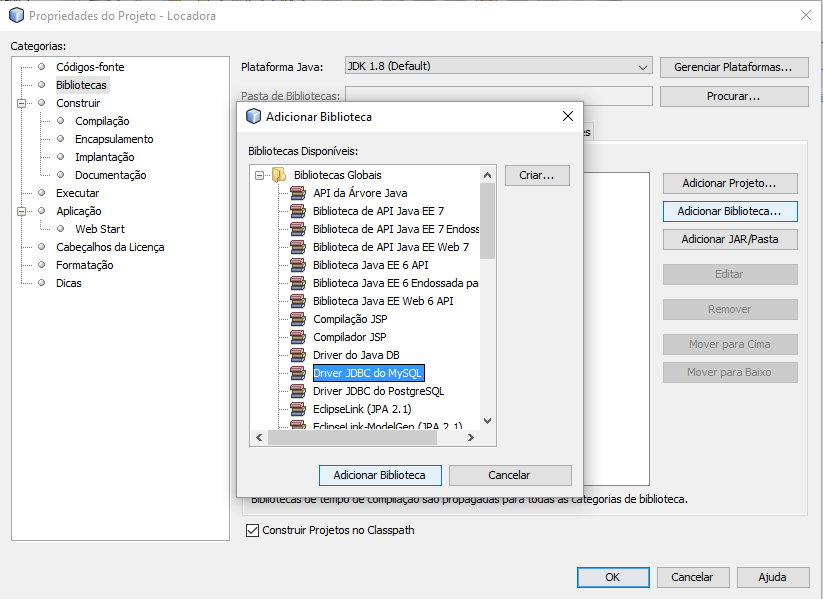 Propriedades do Projeto - Locadora
Categorias:
Códigos-fonte
Bibliotecas
Construir
Compilação
Encapsulamento
Implantação
Documentação
Executar
Aplicação
Web Start
Cabeçalhos da Licença
Formatação
Dicas
Plataforma Java:
JDK 1.8 (Default)
Gerenciar Plataformas...
Pasta de Bibliotecas:
Procurar...
Adicionar Biblioteca
Bibliotecas Disponíveis:
Bibliotecas Globais
API da Árvore Java
Biblioteca de API Java EE 7
Biblioteca de API Java EE 7 Endoss
Biblioteca de API Java EE Web 7
Biblioteca Java EE 6 API
Biblioteca Java EE 6 Endossada pa
Biblioteca Java EE Web 6 API
Compilação JSP
Compilador JSP
Driver do Java DB
Driver JDBC do MySQL
Driver JDBC do PostgreSQL
EclipseLink (JPA 2.1)
EclipseLink-ModelGen (JPA 2.1)
Criar...
Adicionar Biblioteca
Cancelar
es
Adicionar Projeto...
Adicionar Biblioteca...
Adicionar JAR/Pasta
Editar
Remover
Mover para Cima
Mover para Baixo
Bibliotecas de tempo de compilação são propagadas para todas as categorias de biblioteca.
Construir Projetos no Classpath
OK
Cancelar
Ajuda